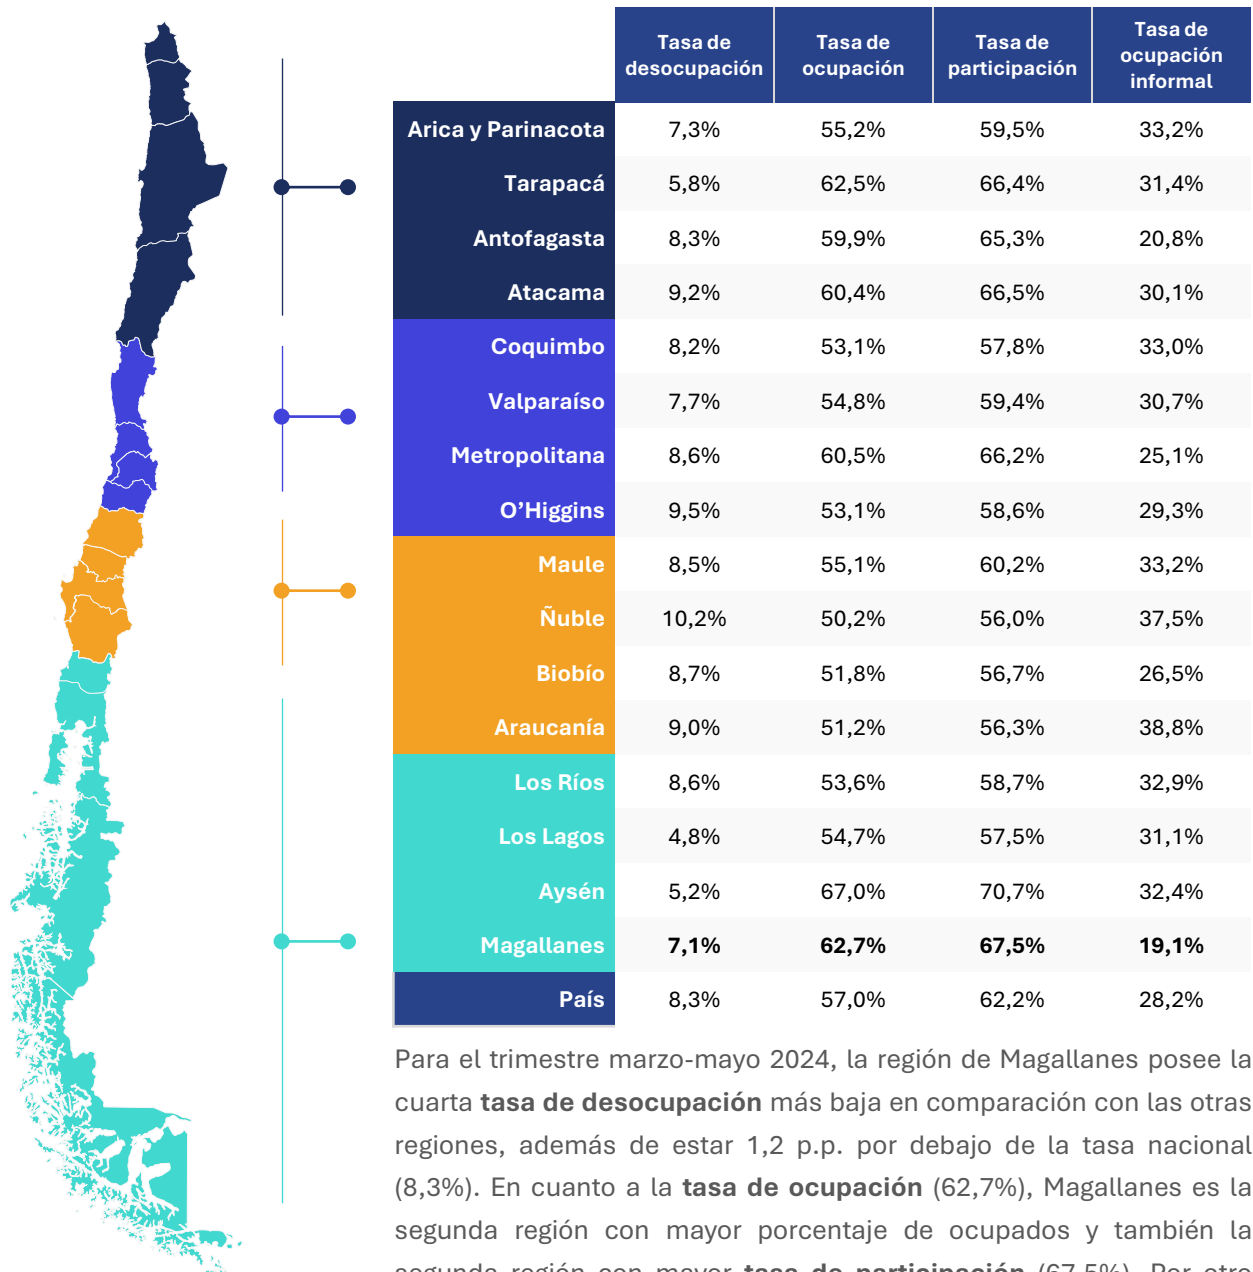 Tasa de desocupación Tasa de ocupación Tasa de participación Tasa de ocupación informal
Arica y Parinacota 7,3% 55,2% 59,5% 33,2%
Tarapacá 5,8% 62,5% 66,4% 31,4%
Antofagasta 8,3% 59,9% 65,3% 20,8%
Atacama 9,2% 60,4% 66,5% 30,1%
Coquimbo 8,2% 53,1% 57,8% 33,0%
Valparaíso 7,7% 54,8% 59,4% 30,7%
Metropolitana 8,6% 60,5% 66,2% 25,1%
O’Higgins 9,5% 53,1% 58,6% 29,3%
Maule 8,5% 55,1% 60,2% 33,2%
Ñuble 10,2% 50,2% 56,0% 37,5%
Biobío 8,7% 51,8% 56,7% 26,5%
Araucanía 9,0% 51,2% 56,3% 38,8%
Los Ríos 8,6% 53,6% 58,7% 32,9%
Los Lagos 4,8% 54,7% 57,5% 31,1%
Aysén 5,2% 67,0% 70,7% 32,4%
Magallanes 7,1% 62,7% 67,5% 19,1%
País 8,3% 57,0% 62,2% 28,2%
Para el trimestre marzo-mayo 2024, la región de Magallanes posee la
cuarta tasa de desocupación más baja en comparación con las otras
regiones, además de estar 1,2 p.p. por debajo de la tasa nacional
(8,3%). En cuanto a la tasa de ocupación (62,7%), Magallanes es la
segunda región con mayor porcentaje de ocupados y también la
segunda región con mayor tasa de participación (67,5%). Por otro